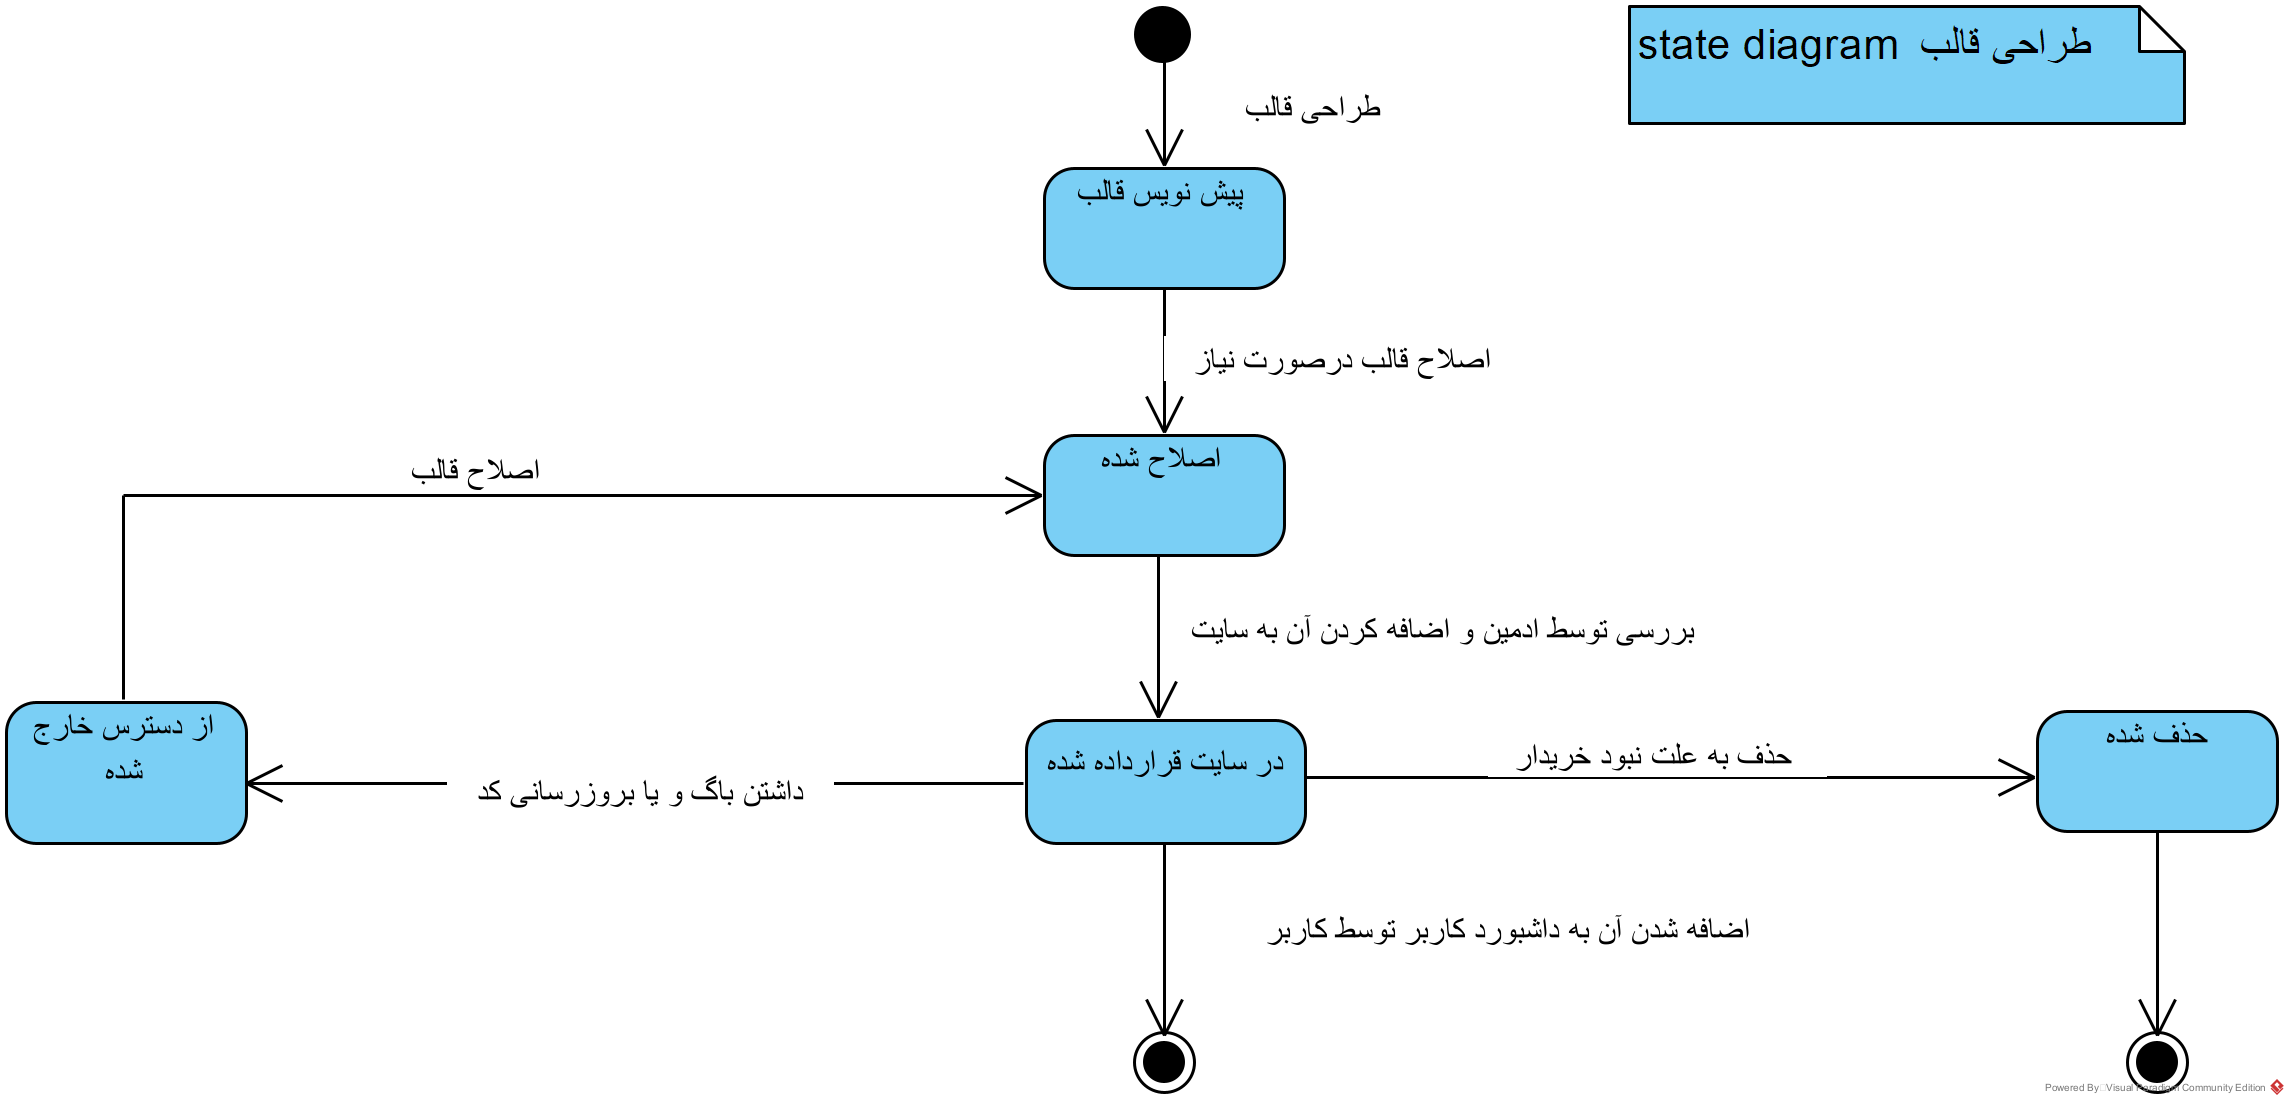 state diagram طراحی قالب
طراحی قالب
پیش نویس قالب
اصلاح قالب درصورت نیاز
اصلاح شده
اصلاح قالب
بررسی توسط ادمین و اضافه کردن آن به سایت
از دسترس خارج
شده
داشتن باگ و یا بروزرسانی کد
در سایت قرارداده شده
حذف به علت نبود خریدار
حذف شده
اضافه شدن آن به داشبورد کاربر توسط کاربر
Powered By Visual Paradigm Community Edition